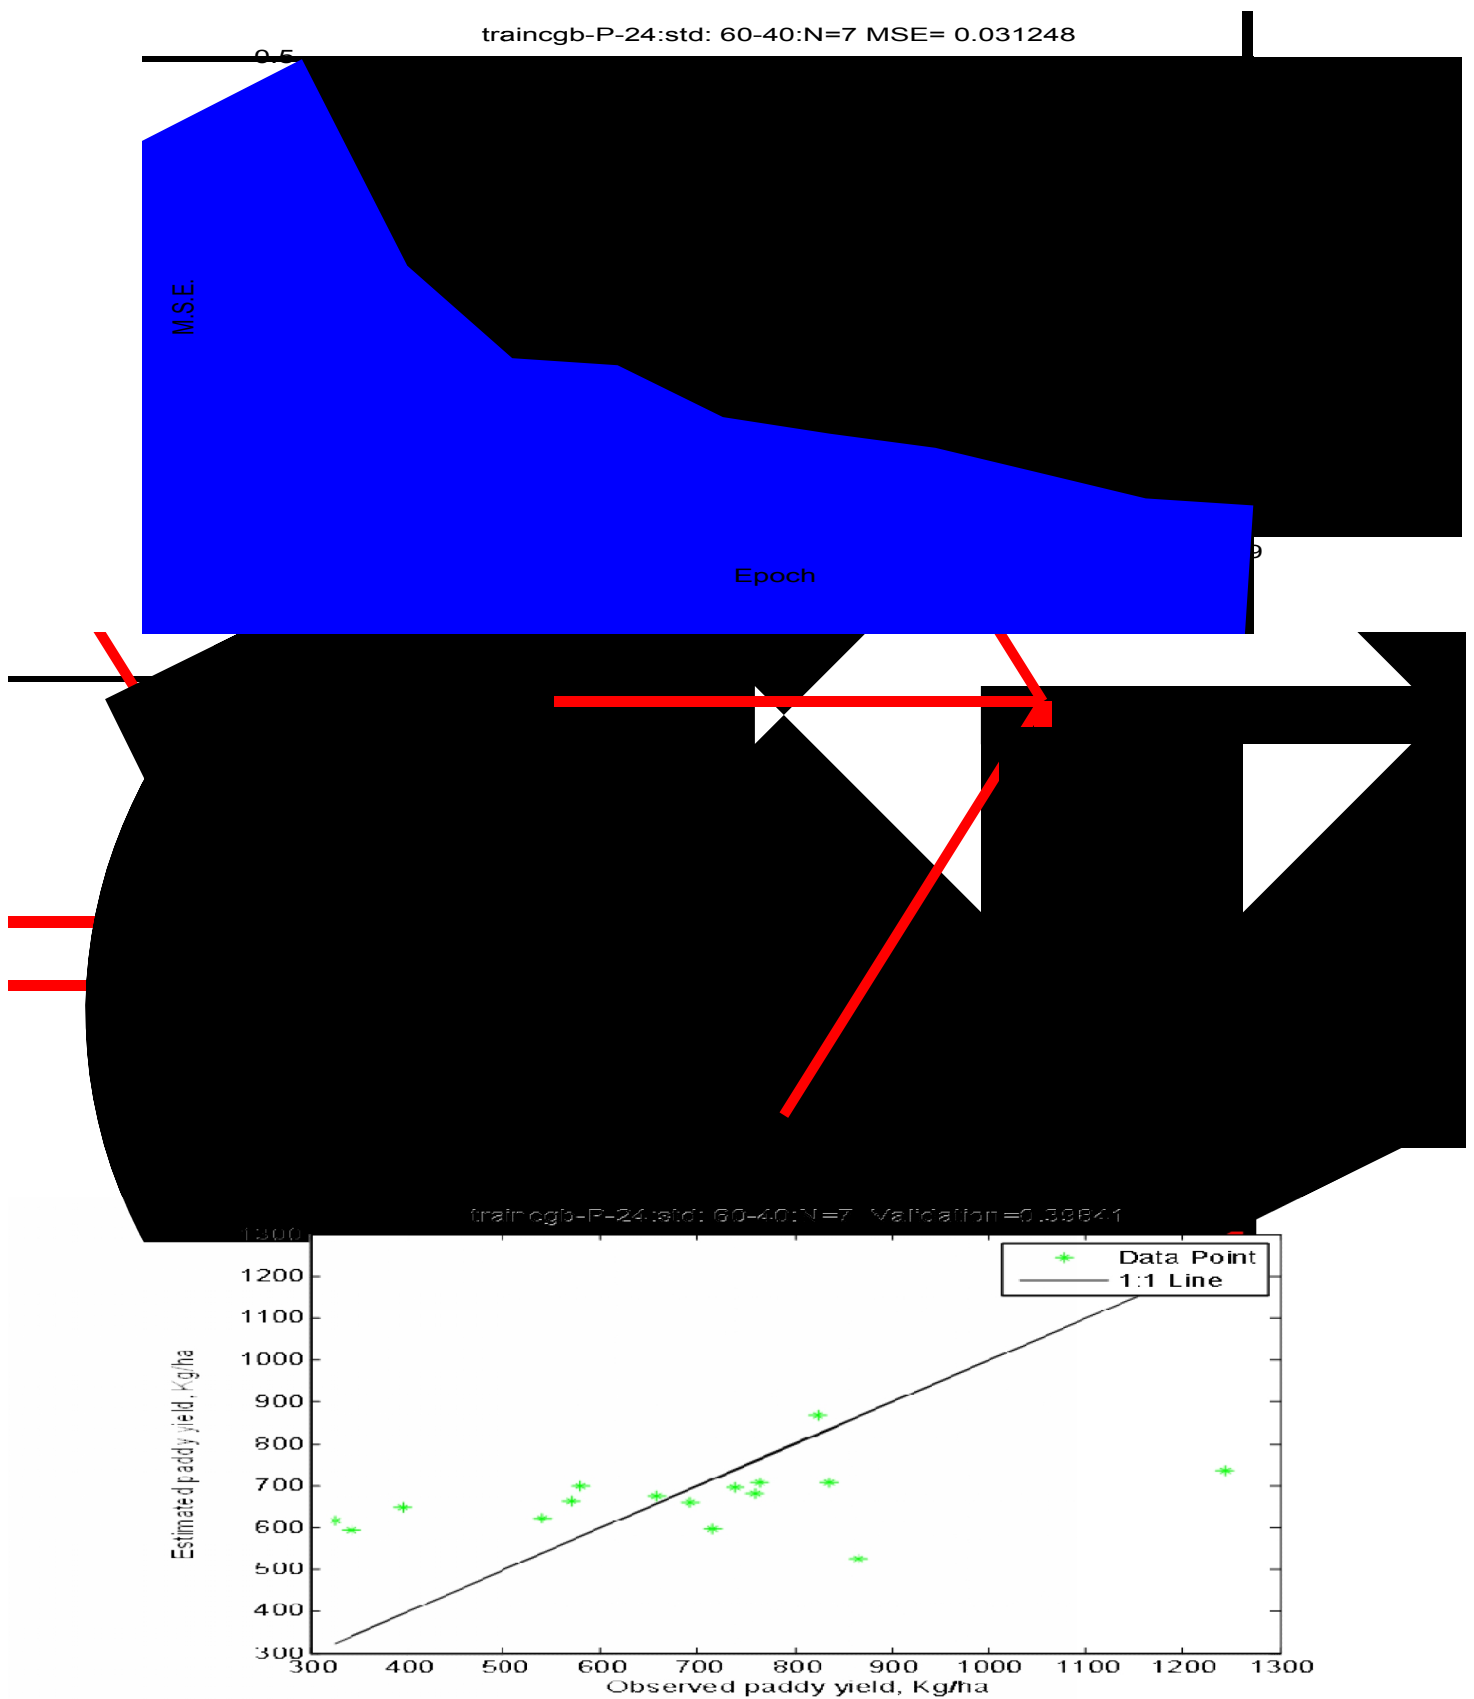 traincgb-P-24:std: 60-40:N=7 MSE= 0.031248
0.5
M.S.E.
9
Epoch
traincgb-P-24:std: 60-40:N=7 Validation=0.39841
1300
1200
1100
1000
900
800
700
600
500
400
300
Estimated paddy yield, Kg/ha
Data Point
1:1 Line
300 400 500 600 700 800 900 1000 1100 1200 1300
Observed paddy yield, Kg/ha